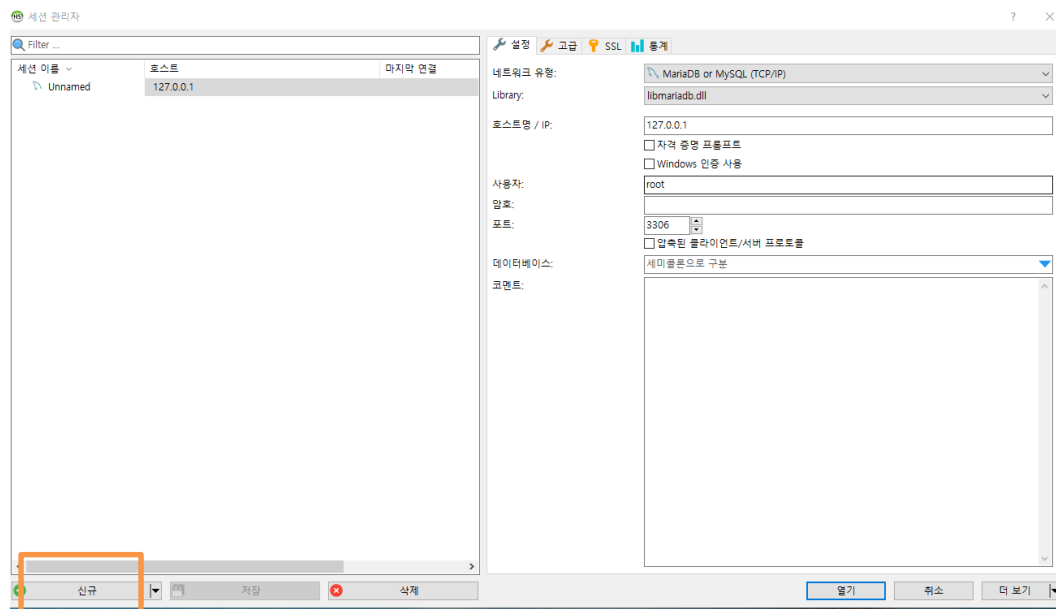 HS 세션 관리자 ?
Filter ...
세션 이름 호스트 마지막 연결
Unnamed 127.0.0.1
신규 저장 삭제
설정 고급 SSL 통계
네트워크 유형: MariaDB or MySQL (TCP/IP)
Library: libmariadb.dll
호스트명 / IP: 127.0.0.1
자격 증명 프롬프트
Windows 인증 사용
사용자: root
암호:
포트: 3306
압축된 클라이언트/서버 프로토콜
데이터베이스: 세미콜론으로 구분
코멘트:
열기 취소 더 보기